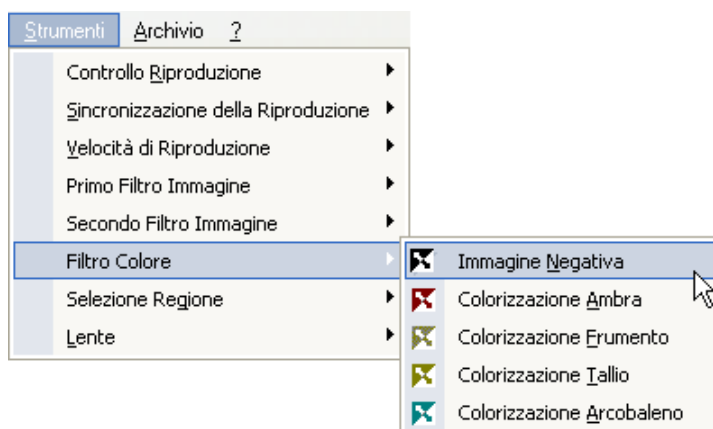 Strumenti Archivio ?
Controllo Riproduzione
Sincronizzazione della Riproduzione
Velocità di Riproduzione
Primo Filtro Immagine
Secondo Filtro Immagine
Filtro Colore
Selezione Regione
Lente
Immagine Negativa
Colorizzazione Ambra
Colorizzazione Frumento
Colorizzazione Tallio
Colorizzazione Arcobaleno